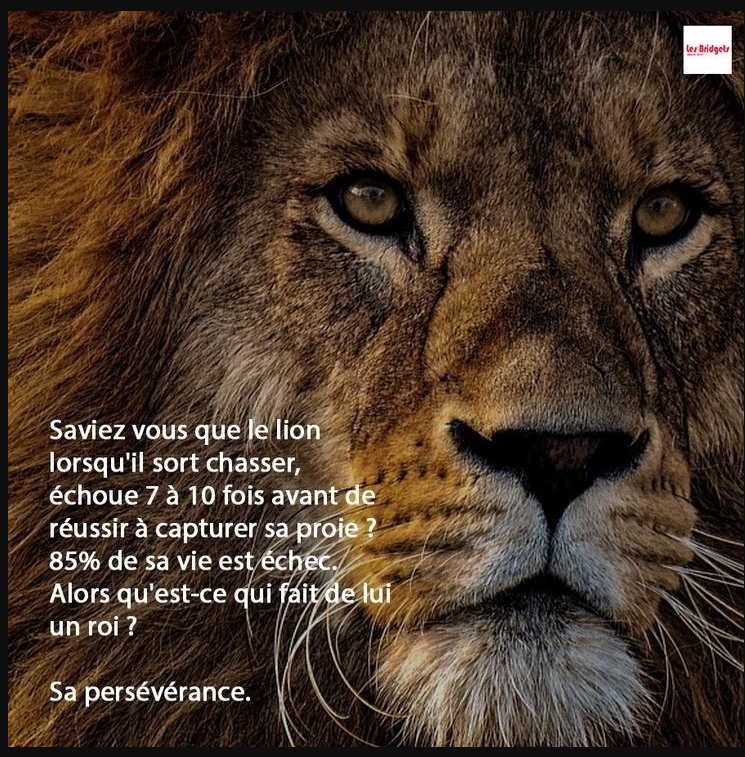 Les Bridgets
Saviez vous que le lion
lorsqu'il sort chasser,
échoue 7 à 10 fois avant de
réussir à capturer sa proie ?
85% de sa vie est échec.
Alors qu'est-ce qui fait de lui
un roi ?
Sa persévérance.